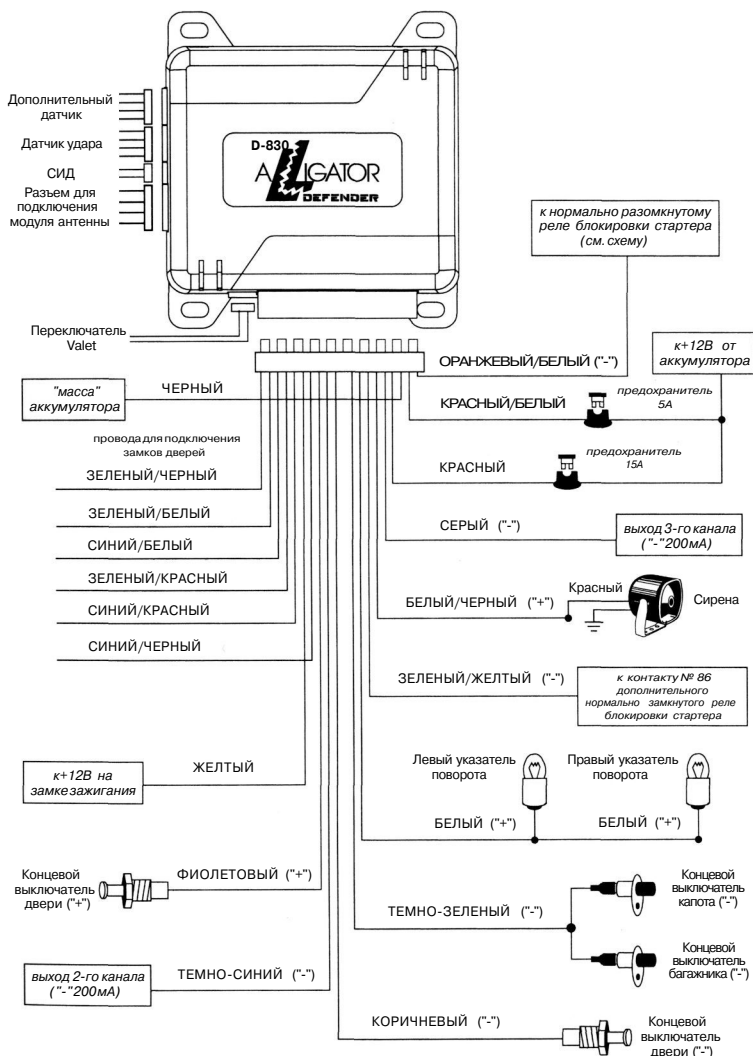 Дополнительный
датчик
Датчик удара
СИД
Разъем для
подключения
модуля антенны
D-830
ALLIGATOR
DEFENDER
Переключатель
Valet
к нормально разомкнутому
реле блокировки стартера
(см. схему)
ОРАНЖЕВЫЙ/БЕЛЫЙ ("-")
к+12В от
аккумулятора
"масса"
аккумулятора
ЧЕРНЫЙ
КРАСНЫЙ/БЕЛЫЙ
предохранитель
5А
провода для подключения
замков дверей
ЗЕЛЕНЫЙ/ЧЕРНЫЙ
КРАСНЫЙ
предохранитель
15А
ЗЕЛЕНЫЙ/БЕЛЫЙ
СИНИЙ/БЕЛЫЙ
ЗЕЛЕНЫЙ/КРАСНЫЙ
СИНИЙ/КРАСНЫЙ
СИНИЙ/ЧЕРНЫЙ
СЕРЫЙ ("-")
выход 3-го канала
("-"200мА)
БЕЛЫЙ/ЧЕРНЫЙ ("+")
Красный
Сирена
ЗЕЛЕНЫЙ/ЖЕЛТЫЙ ("-")
к контакту № 86
дополнительного
нормально замкнутого реле
блокировки стартера
к+12В на
замке зажигания
ЖЕЛТЫЙ
Левый указатель
поворота
Правый указатель
поворота
БЕЛЫЙ ("+")
БЕЛЫЙ ("+")
Концевой
выключатель
двери ("+")
ФИОЛЕТОВЫЙ ("+")
ТЕМНО-ЗЕЛЕНЫЙ ("-")
Концевой
выключатель
капота ("-")
Концевой
выключатель
багажника ("-")
выход 2-го канала
("-"200мА)
ТЕМНО-СИНИЙ ("-")
КОРИЧНЕВЫЙ ("-")
Концевой
выключатель
двери ("-")